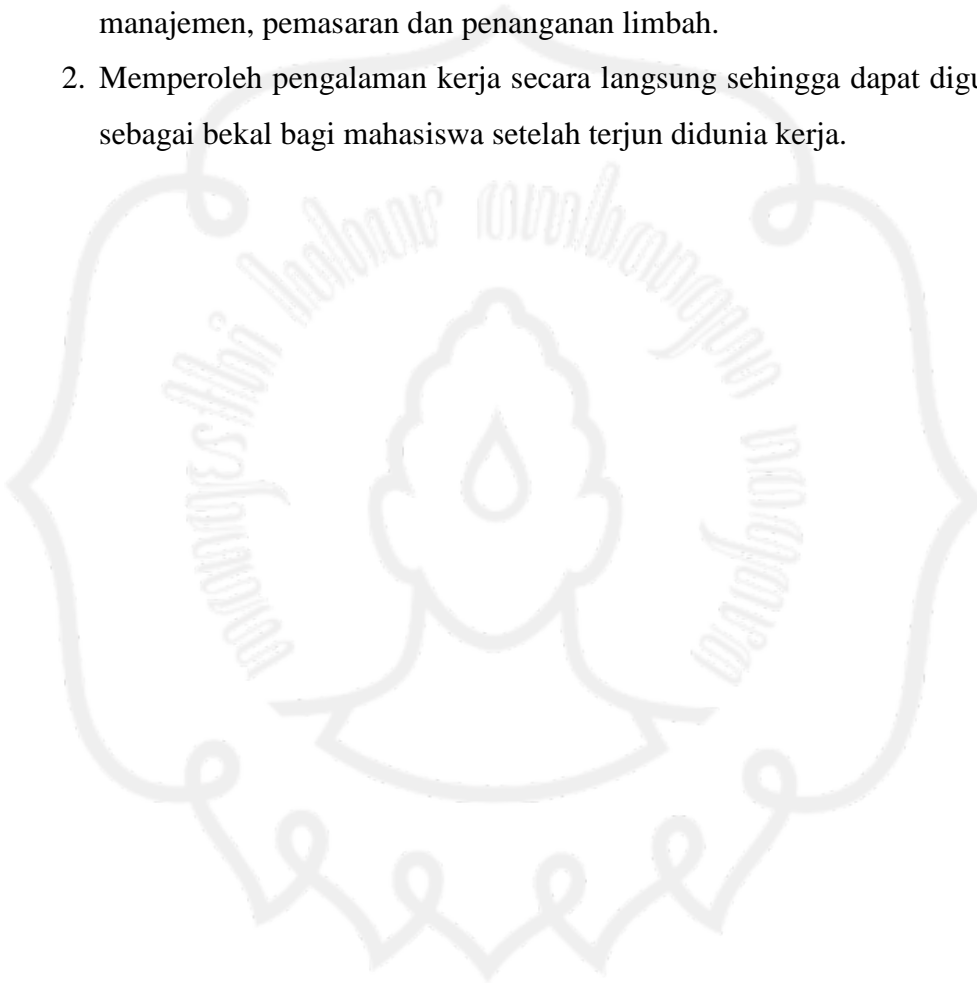 manajemen, pemasaran dan penanganan limbah.
2. Memperoleh pengalaman kerja secara langsung sehingga dapat
sebagai bekal bagi mahasiswa setelah terjun didunia kerja.